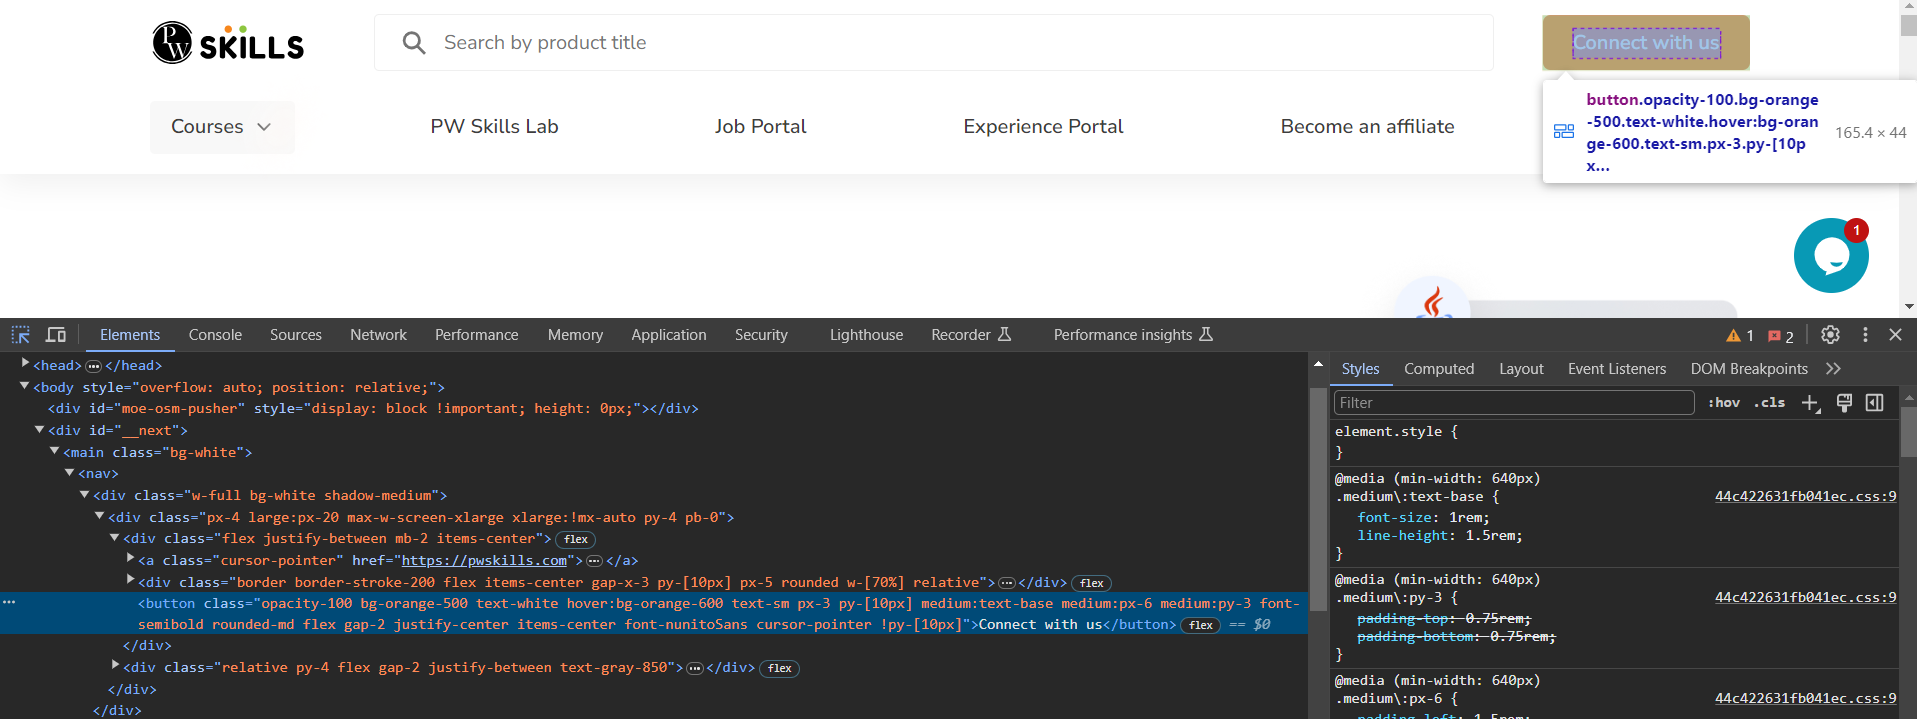 PW SKILLS
Search by product title
Connect with us
Courses
PW Skills Lab
Job Portal
Experience Portal
Become an affiliate
button.opacity-100.bg-orange
-500.text-white.hover:bg-oran
ge-600.text-sm.px-3.py-[10p
x...
165.4 × 44
1
Elements
Console
Sources
Network
Performance
Memory
Application
Security
Lighthouse
Recorder
Performance insights
1
2
<head> ... </head>
<body style="overflow: auto; position: relative;">
<div id="moe-osm-pusher" style="display: block !important; height: 0px;"></div>
<div id="__next">
<main class="bg-white">
<nav>
<div class="w-full bg-white shadow-medium">
<div class="px-4 large:px-20 max-w-screen-xlarge xlarge:!mx-auto py-4 pb-0">
<div class="flex justify-between mb-2 items-center"> flex
<a class="cursor-pointer" href="https://pwskills.com"> ... </a>
<div class="border border-stroke-200 flex items-center gap-x-3 py-[10px] px-5 rounded w-[70%] relative"> ... </div> flex
... <button class="opacity-100 bg-orange-500 text-white hover:bg-orange-600 text-sm px-3 py-[10px] medium:text-base medium:px-6 medium:py-3 font-
semibold rounded-md flex gap-2 justify-center items-center font-nunitoSans cursor-pointer !py-[10px]">Connect with us</button> flex == $0
</div>
<div class="relative py-4 flex gap-2 justify-between text-gray-850"> ... </div> flex
</div>
</div>
Styles
Computed
Layout
Event Listeners
DOM Breakpoints
Filter
:hov
.cls
element.style {
}
@media (min-width: 640px)
.medium\:text-base {
44c422631fb041ec.css:9
font-size: 1rem;
line-height: 1.5rem;
}
@media (min-width: 640px)
.medium\:py-3 {
44c422631fb041ec.css:9
padding-top: 0.75rem;
padding-bottom: 0.75rem;
}
@media (min-width: 640px)
.medium\:px-6 {
44c422631fb041ec.css:9
padding-left: 1.5rem;